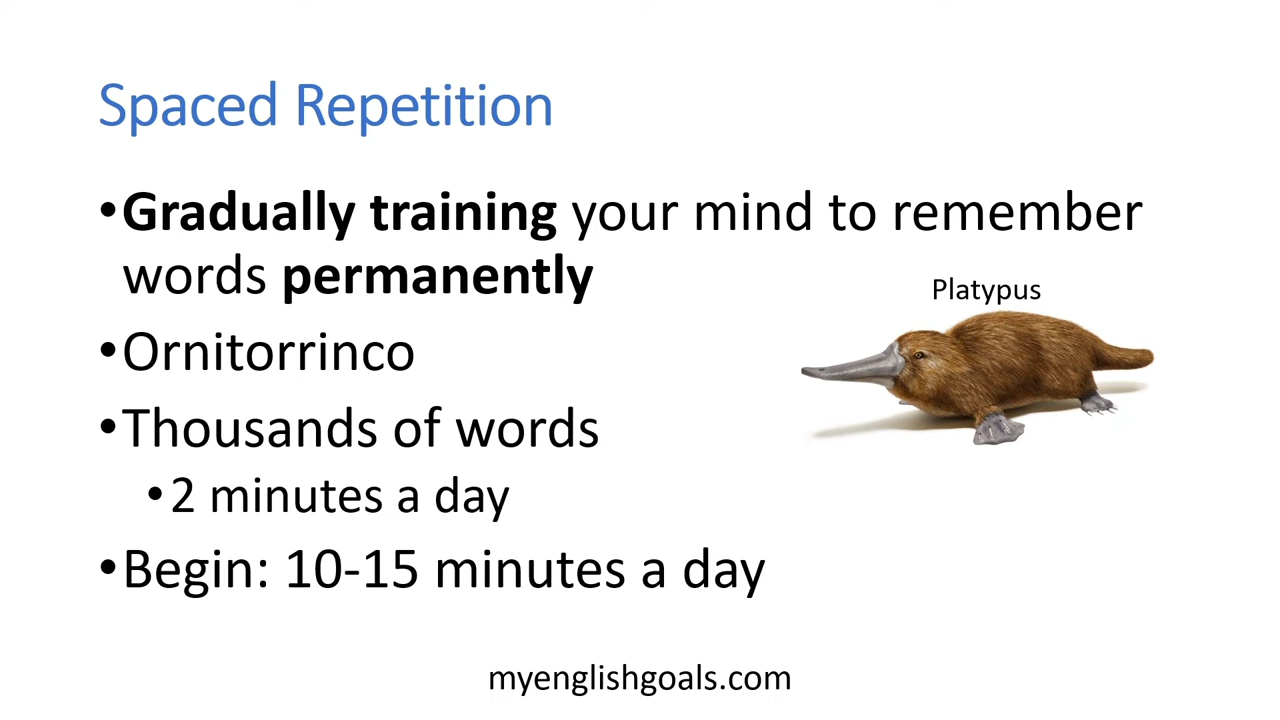 Spaced Repetition
•Gradually training your mind to remember
words permanently
Platypus
•Ornitorrinco
•Thousands of words
•2 minutes a day
•Begin: 10-15 minutes a day
myenglishgoals.com